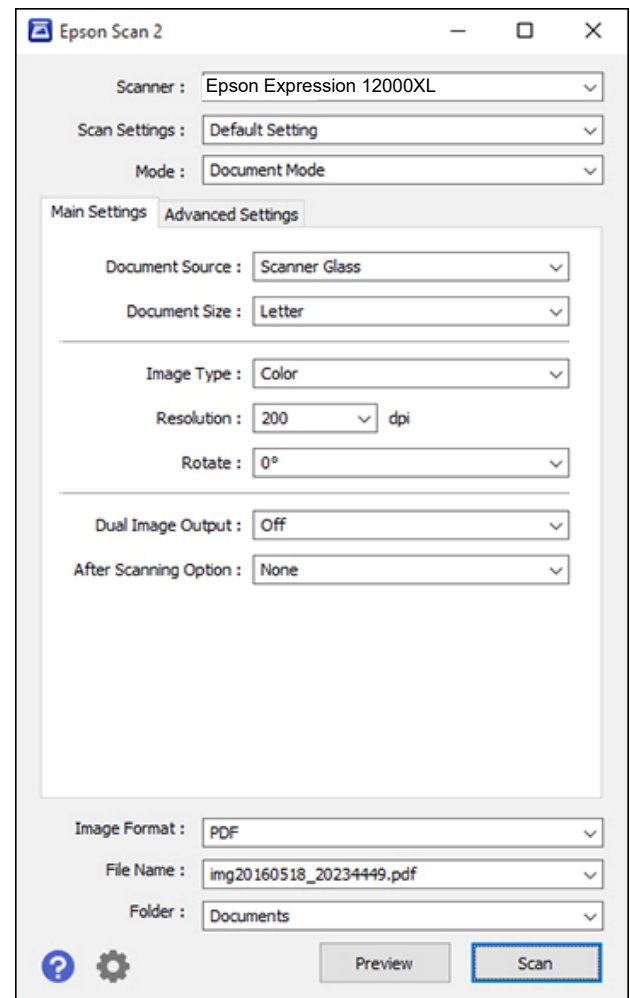 Epson Scan 2
Scanner : Epson Expression 12000XL
Scan Settings : Default Setting
Mode : Document Mode
Main Settings Advanced Settings
Document Source : Scanner Glass
Document Size : Letter
Image Type : Color
Resolution : 200 dpi
Rotate : 0°
Dual Image Output : Off
After Scanning Option : None
Image Format : PDF
File Name : img20160518_20234449.pdf
Folder : Documents
? Preview Scan